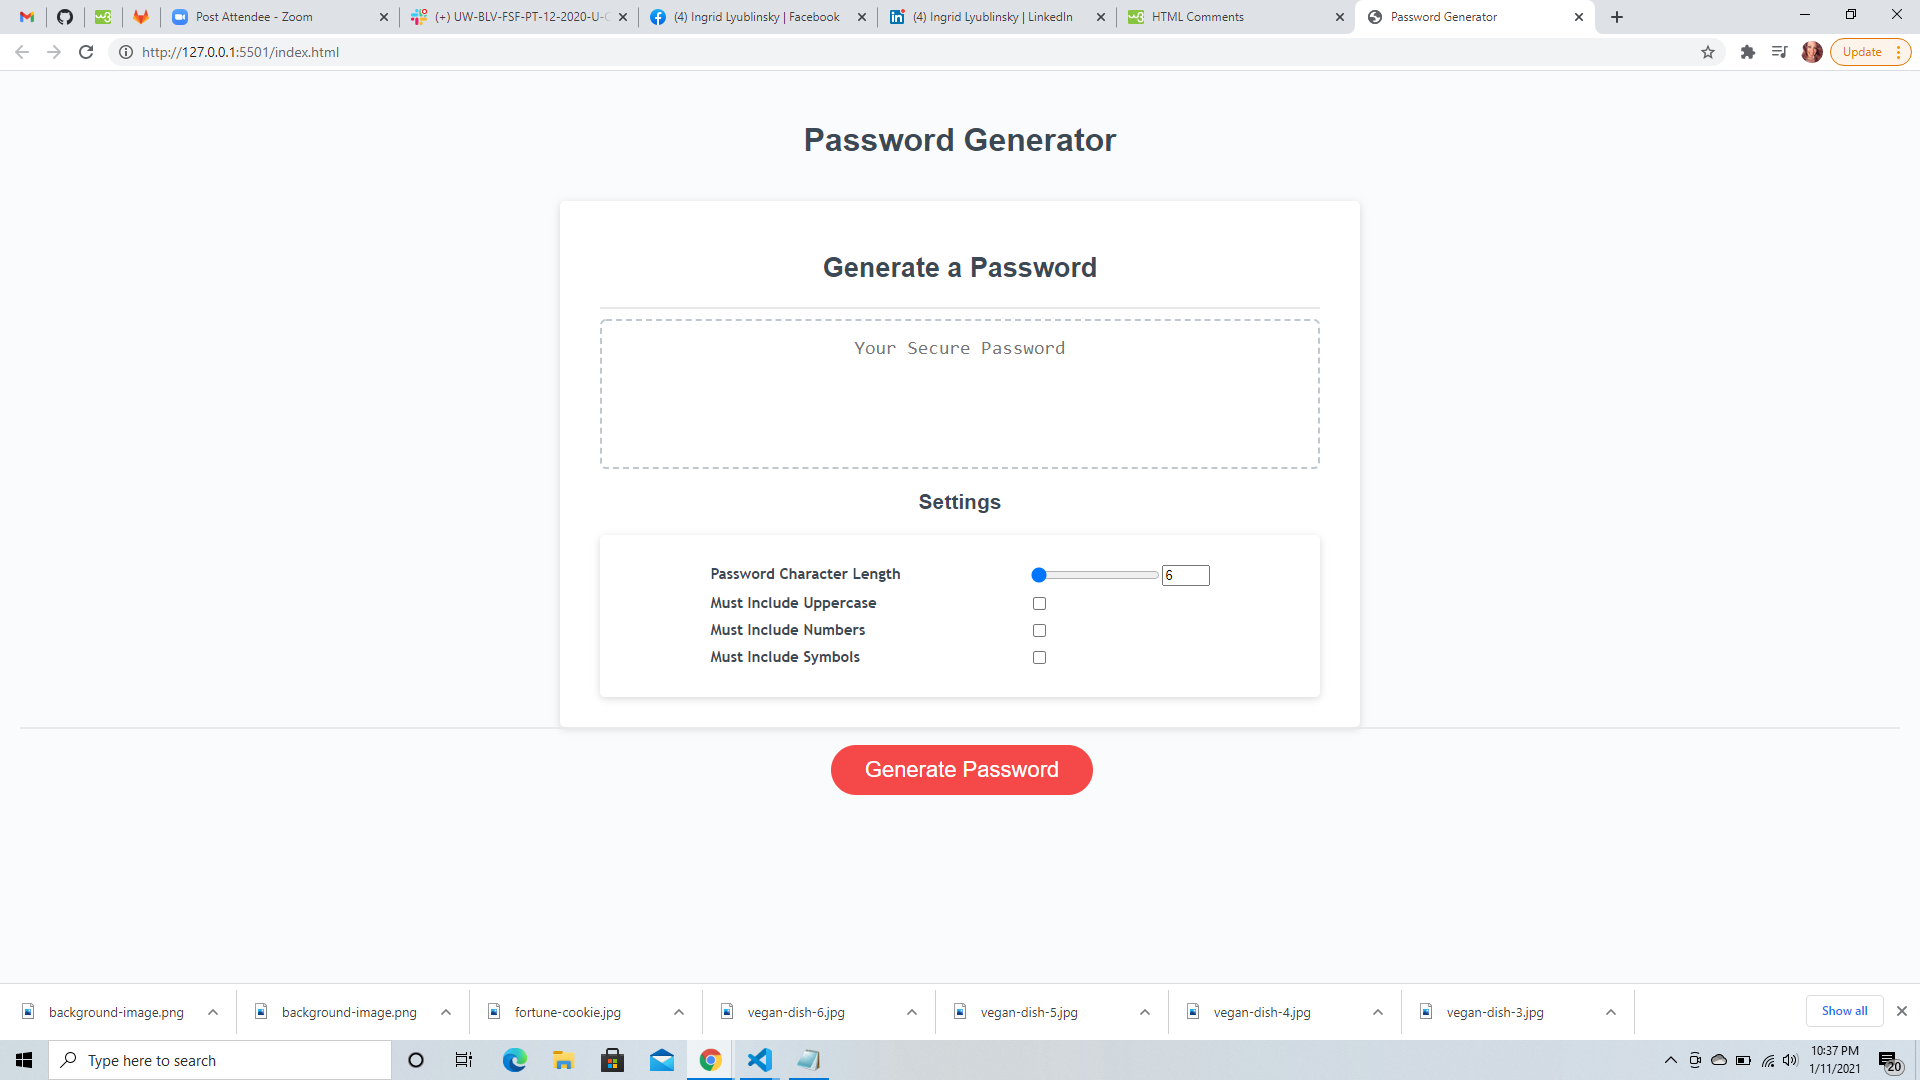 Post Attendee - Zoom
(+) UW-BLV-FSF-PT-12-2020-U-C
(4) Ingrid Lyublinsky | Facebook
(4) Ingrid Lyublinsky | LinkedIn
HTML Comments
Password Generator
http://127.0.0.1:5501/index.html
Update
Password Generator
Generate a Password
Your Secure Password
Settings
Password Character Length
6
Must Include Uppercase
Must Include Numbers
Must Include Symbols
Generate Password
background-image.png
background-image.png
fortune-cookie.jpg
vegan-dish-6.jpg
vegan-dish-5.jpg
vegan-dish-4.jpg
vegan-dish-3.jpg
Show all
Type here to search
10:37 PM
1/11/2021
20